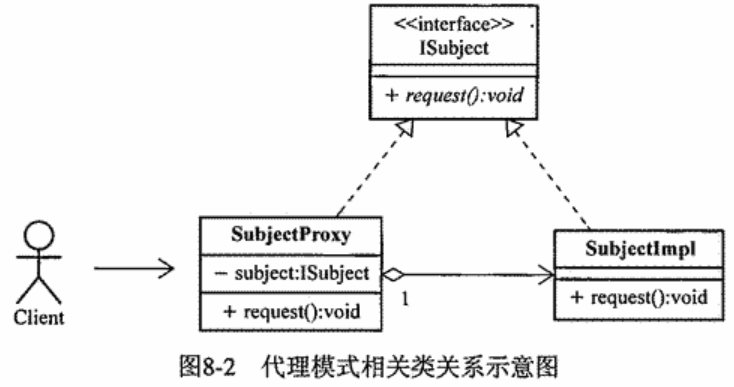 <<interface>>
ISubject
+ request():void
SubjectProxy
- subject:ISubject
+ request():void
1
SubjectImpl
+ request():void
Client
图8-2 代理模式相关类关系示意图